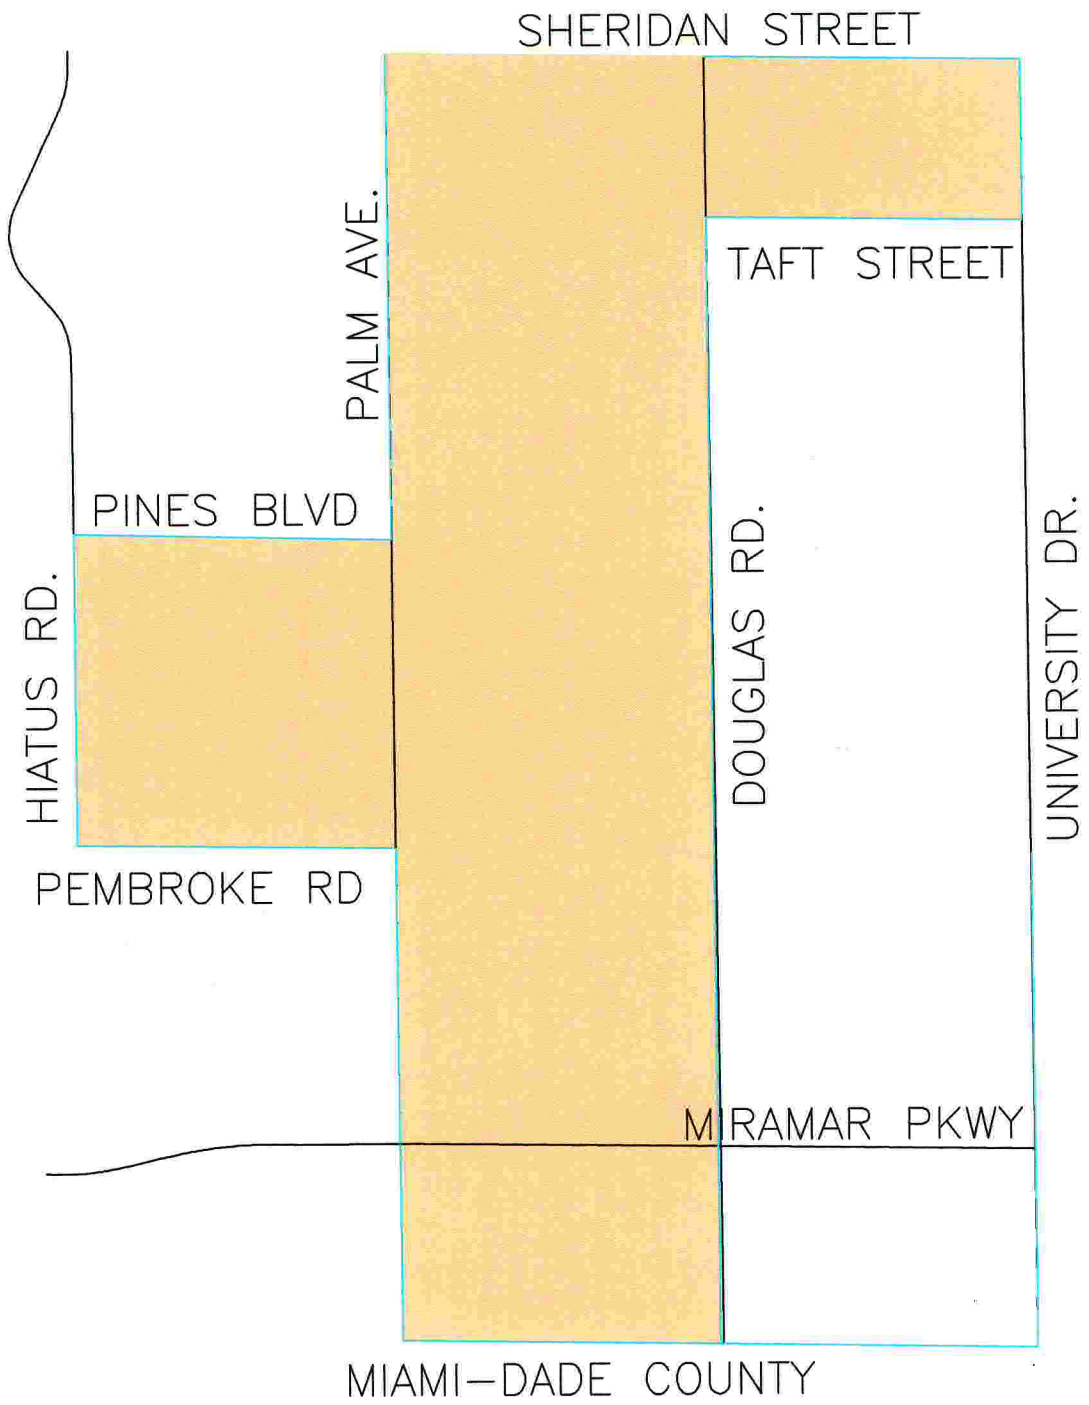 SHERIDAN STREET
PALM AVE.
TAFT STREET
PINES BLVD
HIATUS RD.
DOUGLAS RD.
UNIVERSITY DR.
PEMBROKE RD
MIRAMAR PKWY
MIAMI-DADE COUNTY